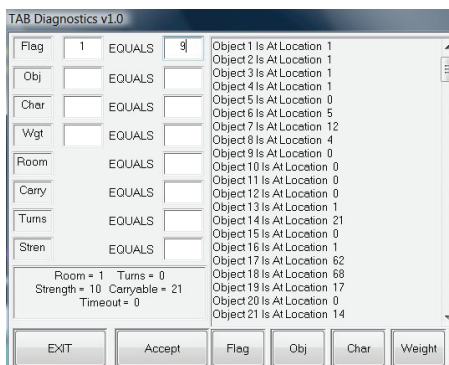 TAB Diagnostics v1.0
Flag 1 EQUALS 9
Obj EQUALS
Char EQUALS
Wgt EQUALS
Room EQUALS
Carry EQUALS
Turns EQUALS
Stren EQUALS
Room = 1 Turns = 0
Strength = 10 Carryable = 21
Timeout = 0
Object 1 Is At Location 1
Object 2 Is At Location 1
Object 3 Is At Location 1
Object 4 Is At Location 1
Object 5 Is At Location 0
Object 6 Is At Location 5
Object 7 Is At Location 12
Object 8 Is At Location 4
Object 9 Is At Location 0
Object 10 Is At Location 0
Object 11 Is At Location 0
Object 12 Is At Location 0
Object 13 Is At Location 1
Object 14 Is At Location 21
Object 15 Is At Location 0
Object 16 Is At Location 1
Object 17 Is At Location 62
Object 18 Is At Location 68
Object 19 Is At Location 17
Object 20 Is At Location 0
Object 21 Is At Location 14
EXIT Accept Flag Obj Char Weight